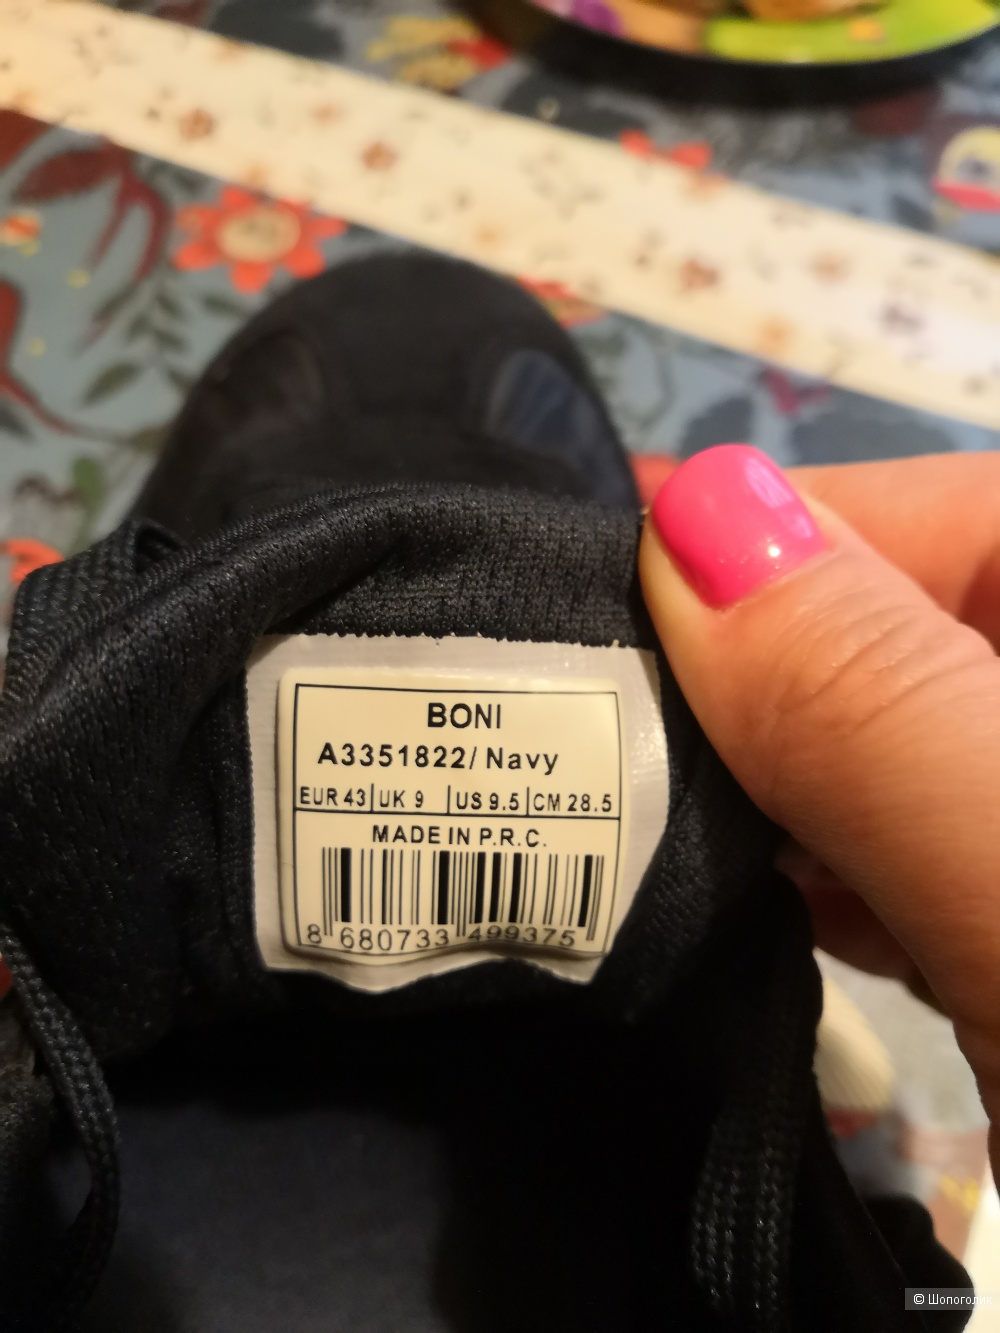 BONI
A3351822/ Navy
EUR 43 UK 9 US 9.5 CM 28.5
MADE IN P.R.C.
8 680733 499375
© Шопоголик